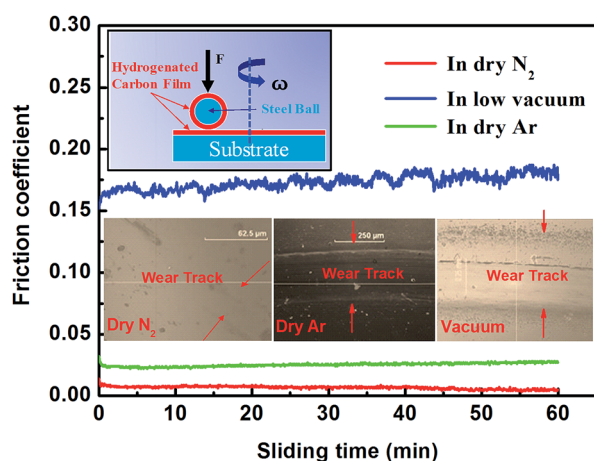 Friction coefficient
0.30
0.25
0.20
0.15
0.10
0.05
0.00
F
ω
Hydrogenated
Carbon Film
Steel Ball
Substrate
In dry N₂
In low vacuum
In dry Ar
62.5 µm
Wear Track
Dry N₂
250 µm
Wear Track
Dry Ar
Wear Track
Vacuum
0 10 20 30 40 50 60
Sliding time (min)